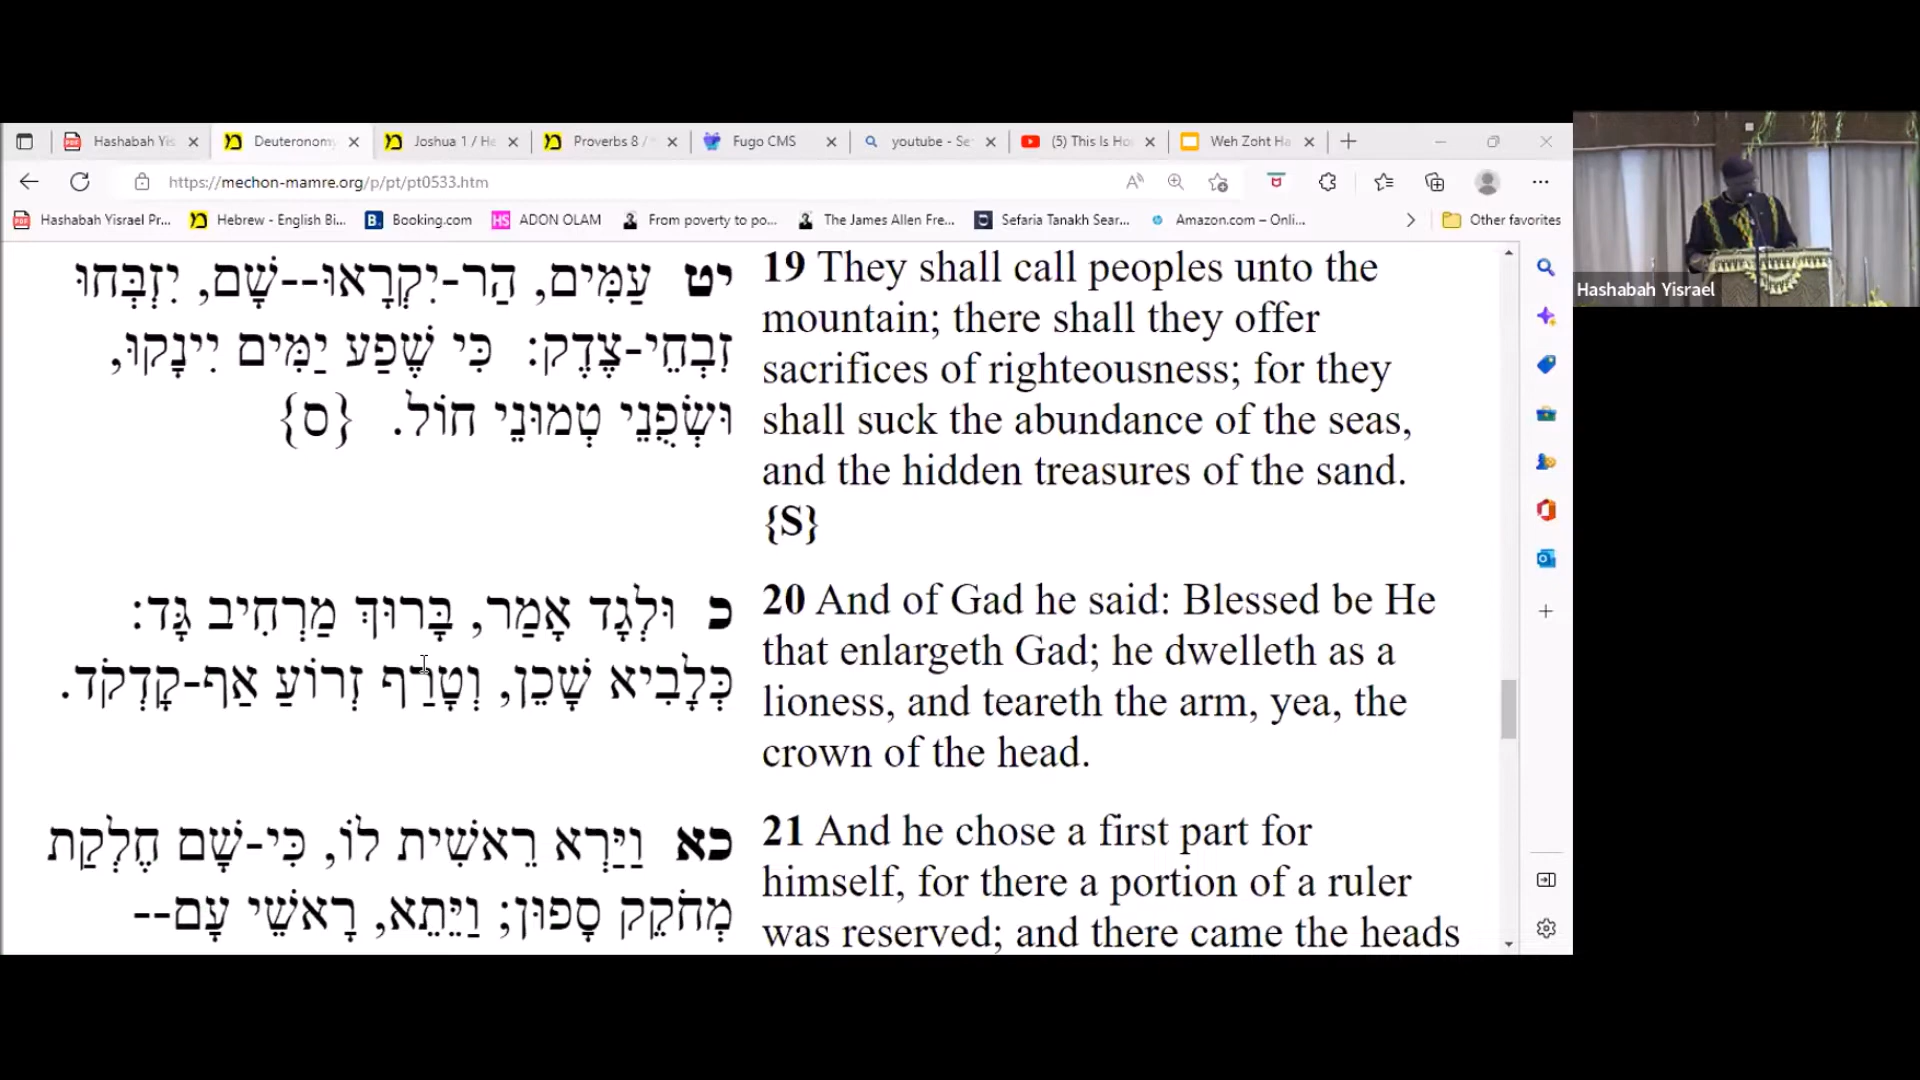 Hashabah Yis
Deuteronomy
Joshua 1 / He
Proverbs 8 /
Fugo CMS
youtube - Se
(5) This Is Ho
Weh Zoht Ha
https://mechon-mamre.org/p/pt/pt0533.htm
Hashabah Yisrael Pr...
Hebrew - English Bi...
Booking.com
ADON OLAM
From poverty to po...
The James Allen Fre...
Sefaria Tanakh Sear...
Amazon.com – Onli...
Other favorites
יט עַמִּים, הַר-יִקְרָאוּ--שָׁם, יִזְבְּחוּ
זִבְחֵי-צֶדֶק: כִּי שֶׁפַע יַמִּים יִינָקוּ,
וּשְׂפֻנֵי טְמוּנֵי חוֹל. {ס}
19 They shall call peoples unto the
mountain; there shall they offer
sacrifices of righteousness; for they
shall suck the abundance of the seas,
and the hidden treasures of the sand.
{S}
כ וּלְגָד אָמַר, בָּרוּךְ מַרְחִיב גָּד:
כְּלָבִיא שָׁכֵן, וְטָרַף זְרוֹעַ אַף-קָדְקֹד.
20 And of Gad he said: Blessed be He
that enlargeth Gad; he dwelleth as a
lioness, and teareth the arm, yea, the
crown of the head.
כא וַיַּרְא רֵאשִׁית לוֹ, כִּי-שָׁם חֶלְקַת
מְחֹקֵק סָפוּן; וַיֵּתֵא, רָאשֵׁי עָם--
21 And he chose a first part for
himself, for there a portion of a ruler
was reserved; and there came the heads
Hashabah Yisrael